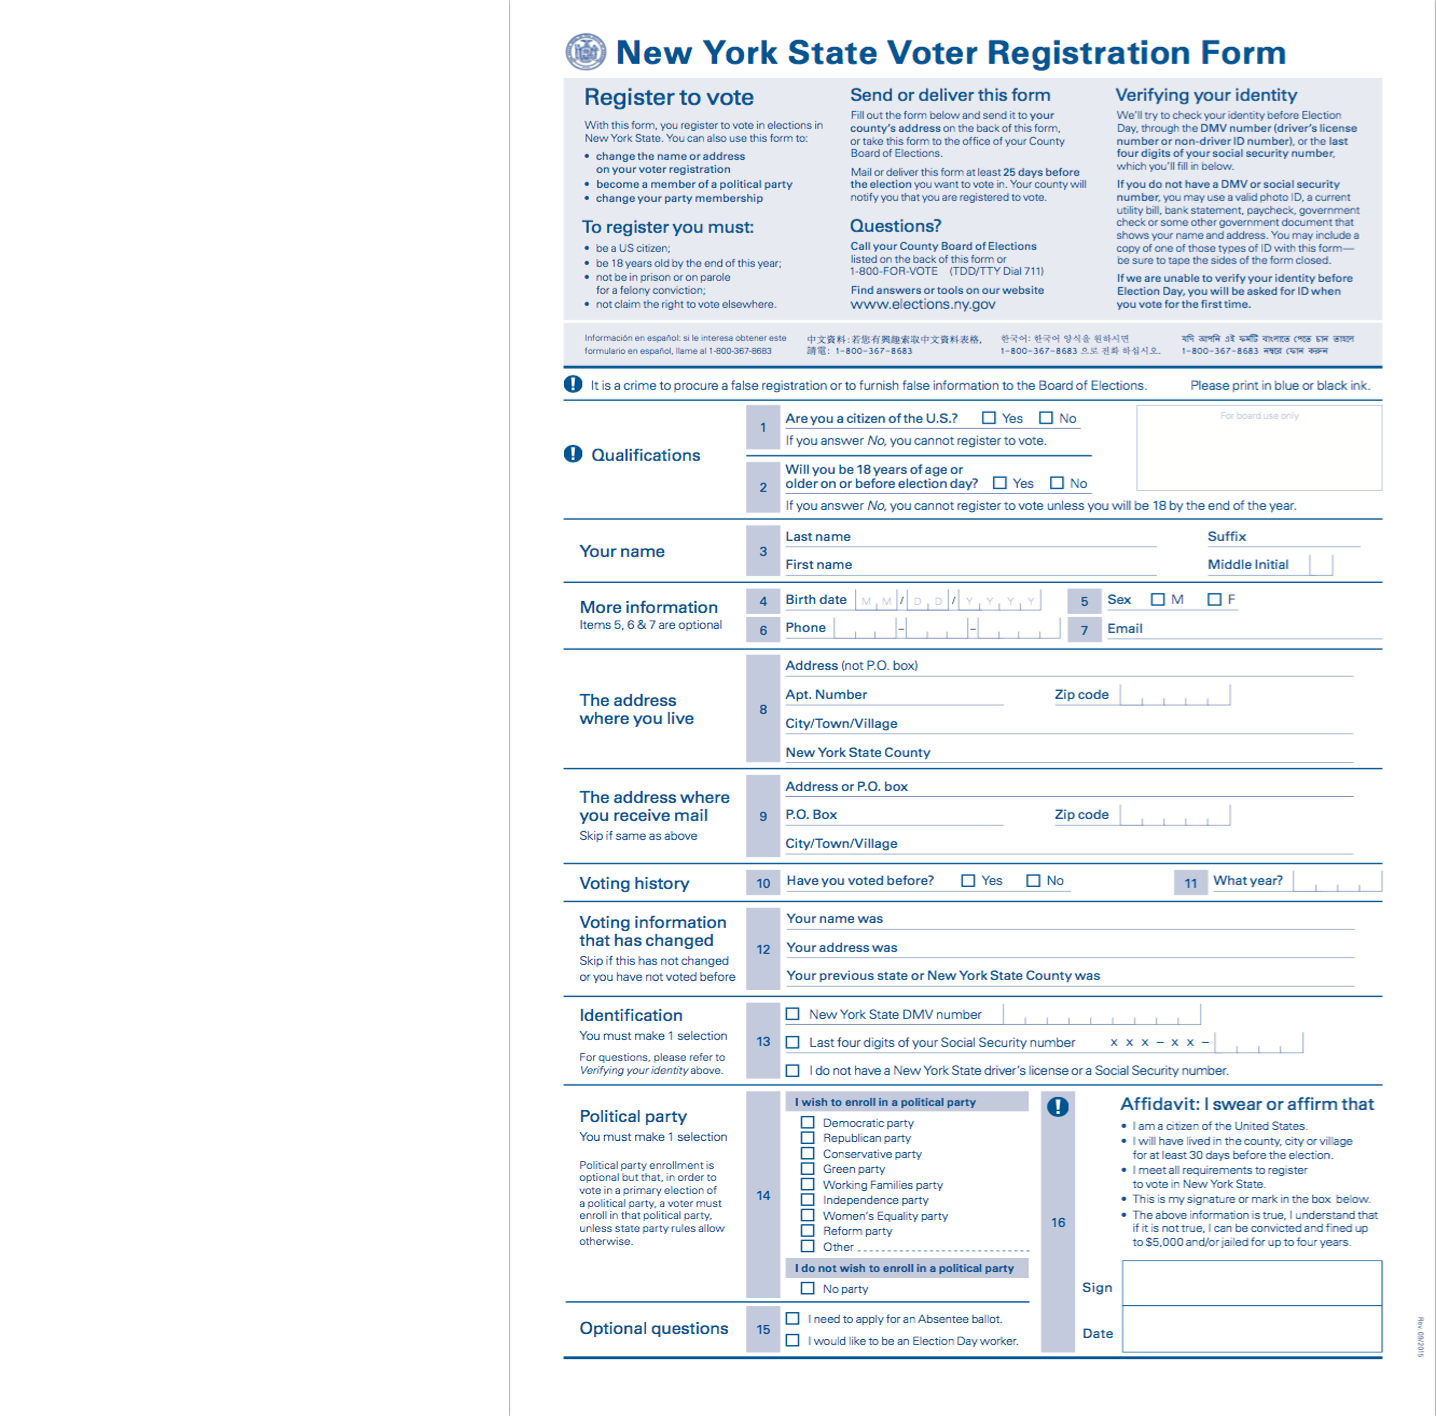 New York State Voter Registration Form
Register to vote
With this form, you register to vote in elections in
New York State. You can also use this form to:
• change the name or address
on your voter registration
• become a member of a political party
• change your party membership
To register you must:
• be a US citizen;
• be 18 years old by the end of this year;
• not be in prison or on parole
for a felony conviction;
• not claim the right to vote elsewhere.
Send or deliver this form
Fill out the form below and send it to your
county's address on the back of this form,
or take this form to the office of your County
Board of Elections.
Mail or deliver this form at least 25 days before
the election you want to vote in. Your county will
notify you that you are registered to vote.
Questions?
Call your County Board of Elections
listed on the back of this form or
1-800-FOR-VOTE (TDD/TTY Dial 711)
Find answers or tools on our website
www.elections.ny.gov
Verifying your identity
We'll try to check your identity before Election
Day, through the DMV number (driver's license
number or non-driver ID number), or the last
four digits of your social security number,
which you'll fill in below.
If you do not have a DMV or social security
number, you may use a valid photo ID, a current
utility bill, bank statement, paycheck, government
check or some other government document that
shows your name and address. You may include a
copy of one of those types of ID with this form—
be sure to tape the sides of the form closed.
If we are unable to verify your identity before
Election Day, you will be asked for ID when
you vote for the first time.
Información en español: si le interesa obtener este
formulario en español, llame al 1-800-367-8683
中文資料:若您有興趣索取中文資料表格,
請電: 1-800-367-8683
한국어: 한국어 양식을 원하시면
1-800-367-8683 으로 전화 하십시오.
যদি আপনি এই ফর্মটি বাংলাতে পেতে চান তাহলে
1-800-367-8683 নম্বরে ফোন করুন
! It is a crime to procure a false registration or to furnish false information to the Board of Elections. Please print in blue or black ink.
! Qualifications
1 Are you a citizen of the U.S.? Yes No
If you answer No, you cannot register to vote.
For board use only
2 Will you be 18 years of age or
older on or before election day? Yes No
If you answer No, you cannot register to vote unless you will be 18 by the end of the year.
Your name
3 Last name Suffix
First name Middle Initial
More information
Items 5, 6 & 7 are optional
4 Birth date M M / D D / Y Y Y Y 5 Sex M F
6 Phone – – 7 Email
The address
where you live
8 Address (not P.O. box)
Apt. Number Zip code
City/Town/Village
New York State County
The address where
you receive mail
Skip if same as above
9 Address or P.O. box
P.O. Box Zip code
City/Town/Village
Voting history
10 Have you voted before? Yes No 11 What year?
Voting information
that has changed
Skip if this has not changed
or you have not voted before
12 Your name was
Your address was
Your previous state or New York State County was
Identification
You must make 1 selection
For questions, please refer to
Verifying your identity above.
13 New York State DMV number
Last four digits of your Social Security number x x x – x x –
I do not have a New York State driver's license or a Social Security number.
Political party
You must make 1 selection
Political party enrollment is
optional but that, in order to
vote in a primary election of
a political party, a voter must
enroll in that political party,
unless state party rules allow
otherwise.
14 I wish to enroll in a political party
Democratic party
Republican party
Conservative party
Green party
Working Families party
Independence party
Women's Equality party
Reform party
Other
I do not wish to enroll in a political party
No party
Optional questions
15 I need to apply for an Absentee ballot.
I would like to be an Election Day worker.
!
16 Affidavit: I swear or affirm that
• I am a citizen of the United States.
• I will have lived in the county, city or village
for at least 30 days before the election.
• I meet all requirements to register
to vote in New York State.
• This is my signature or mark in the box below.
• The above information is true, I understand that
if it is not true, I can be convicted and fined up
to $5,000 and/or jailed for up to four years.
Sign
Date
Rev. 09/2015